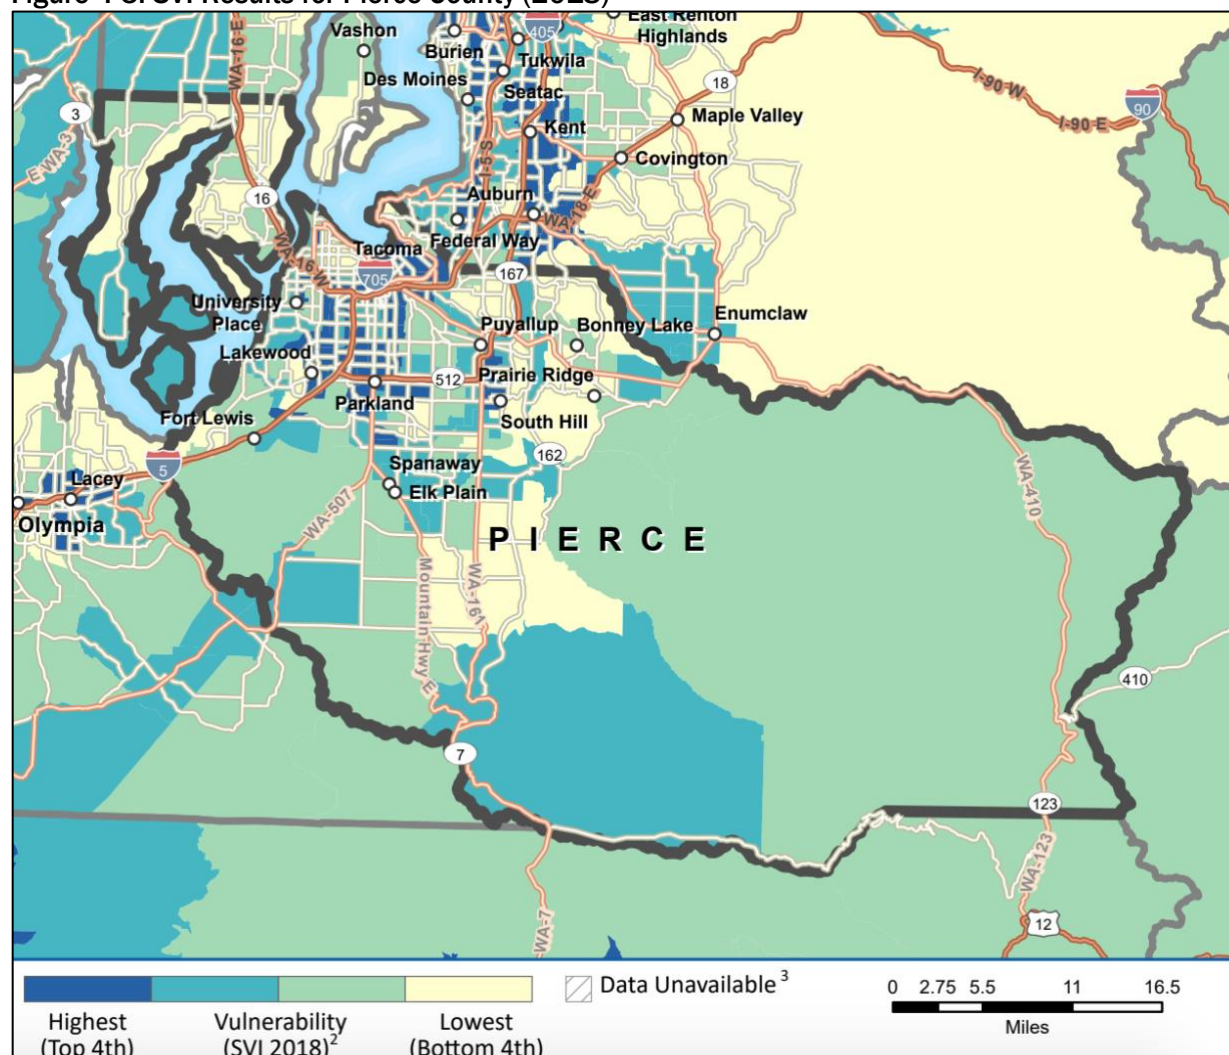 Vashon
Burien
405
East Renton
Highlands
Tukwila
Des Moines
Seatac
WA-16-E
3
E-WA-3
18
I-90 W
90
I-90 E
Maple Valley
Kent
Covington
I-5 S
16
Auburn
WA-18-E
Federal Way
WA-16 W
Tacoma
705
167
University
Place
Puyallup
Bonney Lake
Enumclaw
Lakewood
Prairie Ridge
512
Parkland
South Hill
Fort Lewis
162
5
Lacey
Olympia
Spanaway
Elk Plain
WA-507
WA-410
PIERCE
Mountain Hwy E
WA-161
410
7
123
WA-123
WA-7
12
Data Unavailable 3
0 2.75 5.5 11 16.5
Miles
Highest
(Top 4th)
Vulnerability
(SVI 2018)2
Lowest
(Bottom 4th)